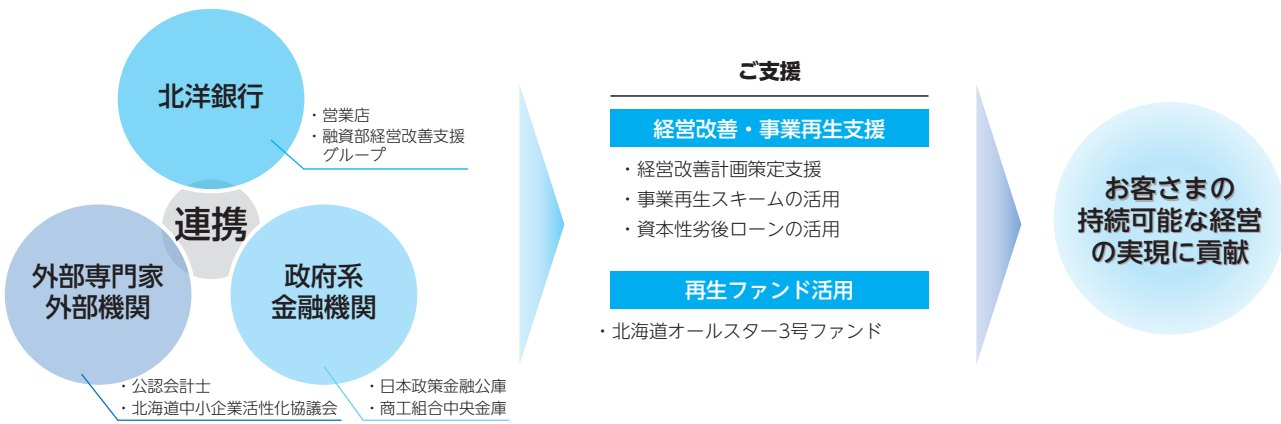 北洋銀行
・営業店
・融資部経営改善支援
グループ
連携
外部専門家
外部機関
・公認会計士
・北海道中小企業活性化協議会
政府系
金融機関
・日本政策金融公庫
・商工組合中央金庫
ご支援
経営改善・事業再生支援
・経営改善計画策定支援
・事業再生スキームの活用
・資本性劣後ローンの活用
再生ファンド活用
・北海道オールスター3号ファンド
お客さまの
持続可能な経営
の実現に貢献